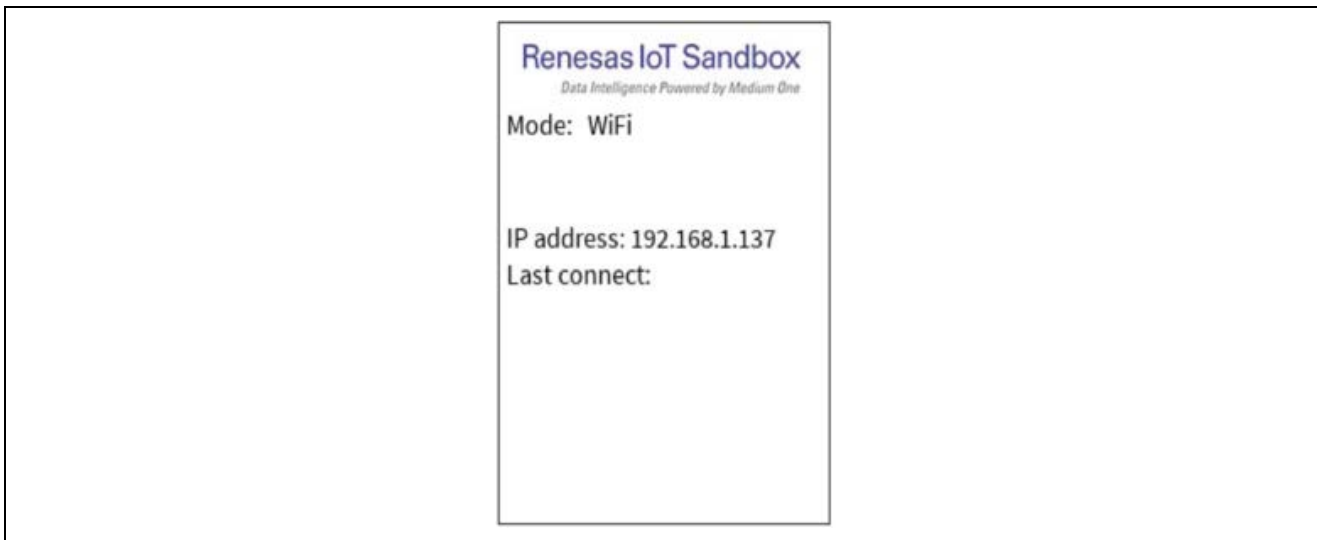 Renesas IoT Sandbox
Data Intelligence Powered by Medium One
Mode: WiFi
IP address: 192.168.1.137
Last connect: